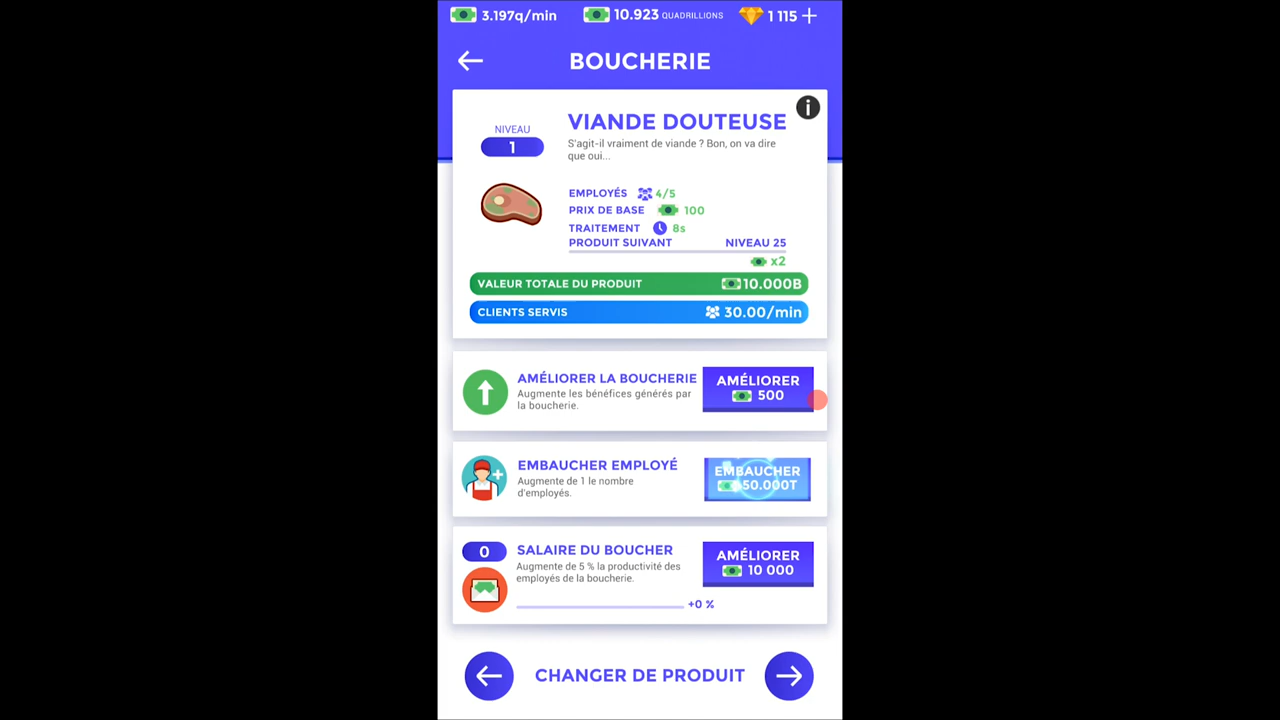 3.197q/min 10.923 QUADRILLIONS 1 115 +
BOUCHERIE
i
VIANDE DOUTEUSE
NIVEAU
1
S'agit-il vraiment de viande ? Bon, on va dire
que oui...
EMPLOYÉS 4/5
PRIX DE BASE 100
TRAITEMENT 8s
PRODUIT SUIVANT NIVEAU 25
x2
VALEUR TOTALE DU PRODUIT 10.000B
CLIENTS SERVIS 30.00/min
AMÉLIORER LA BOUCHERIE
Augmente les bénéfices générés par
la boucherie.
AMÉLIORER
500
EMBAUCHER EMPLOYÉ
Augmente de 1 le nombre
d'employés.
EMBAUCHER
50.000T
0
SALAIRE DU BOUCHER
Augmente de 5 % la productivité des
employés de la boucherie.
+0 %
AMÉLIORER
10 000
CHANGER DE PRODUIT